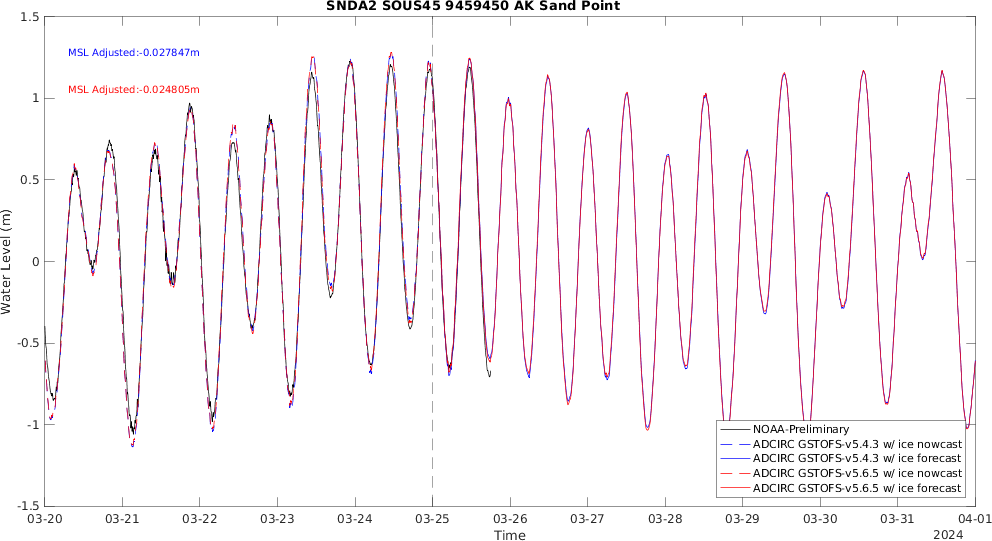 SNDA2 SOUS45 9459450 AK Sand Point
1.5
MSL Adjusted:-0.027847m
MSL Adjusted:-0.024805m
1
0.5
0
-0.5
-1
-1.5
Water Level (m)
NOAA-Preliminary
ADCIRC GSTOFS-v5.4.3 w/ ice nowcast
ADCIRC GSTOFS-v5.4.3 w/ ice forecast
ADCIRC GSTOFS-v5.6.5 w/ ice nowcast
ADCIRC GSTOFS-v5.6.5 w/ ice forecast
03-20 03-21 03-22 03-23 03-24 03-25 03-26 03-27 03-28 03-29 03-30 03-31 04-01
Time
2024